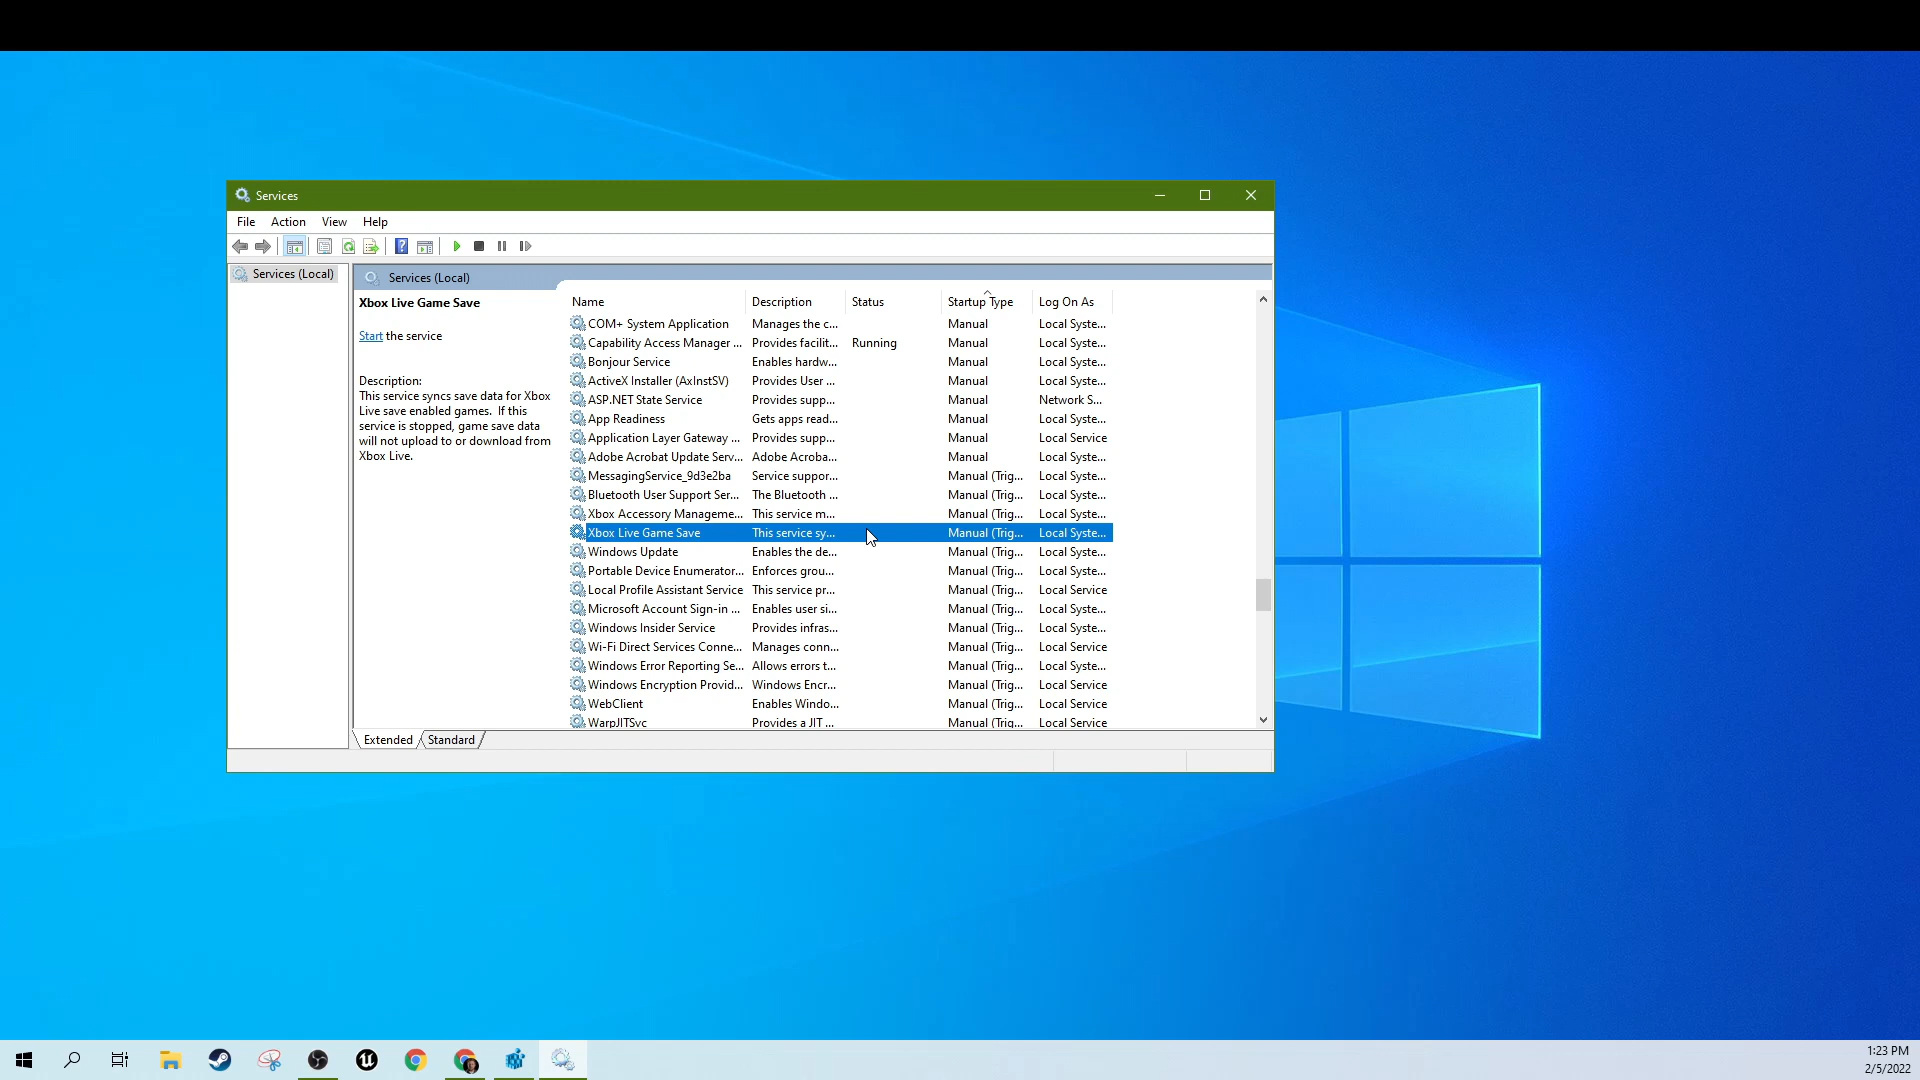 Services
File Action View Help
Services (Local)
Services (Local)
Xbox Live Game Save
Start the service
Description:
This service syncs save data for Xbox
Live save enabled games. If this
service is stopped, game save data
will not upload to or download from
Xbox Live.
Name Description Status Startup Type Log On As
COM+ System Application Manages the c... Manual Local Syste...
Capability Access Manager ... Provides facilit... Running Manual Local Syste...
Bonjour Service Enables hardw... Manual Local Syste...
ActiveX Installer (AxInstSV) Provides User ... Manual Local Syste...
ASP.NET State Service Provides supp... Manual Network S...
App Readiness Gets apps read... Manual Local Syste...
Application Layer Gateway ... Provides supp... Manual Local Service
Adobe Acrobat Update Serv... Adobe Acroba... Manual Local Syste...
MessagingService_9d3e2ba Service suppor... Manual (Trig... Local Syste...
Bluetooth User Support Ser... The Bluetooth ... Manual (Trig... Local Syste...
Xbox Accessory Manageme... This service m... Manual (Trig... Local Syste...
Xbox Live Game Save This service sy... Manual (Trig... Local Syste...
Windows Update Enables the de... Manual (Trig... Local Syste...
Portable Device Enumerator... Enforces grou... Manual (Trig... Local Syste...
Local Profile Assistant Service This service pr... Manual (Trig... Local Service
Microsoft Account Sign-in ... Enables user si... Manual (Trig... Local Syste...
Windows Insider Service Provides infras... Manual (Trig... Local Syste...
Wi-Fi Direct Services Conne... Manages conn... Manual (Trig... Local Service
Windows Error Reporting Se... Allows errors t... Manual (Trig... Local Syste...
Windows Encryption Provid... Windows Encr... Manual (Trig... Local Service
WebClient Enables Windo... Manual (Trig... Local Service
WarpJITSvc Provides a JIT ... Manual (Trig... Local Service
Extended Standard
1:23 PM
2/5/2022